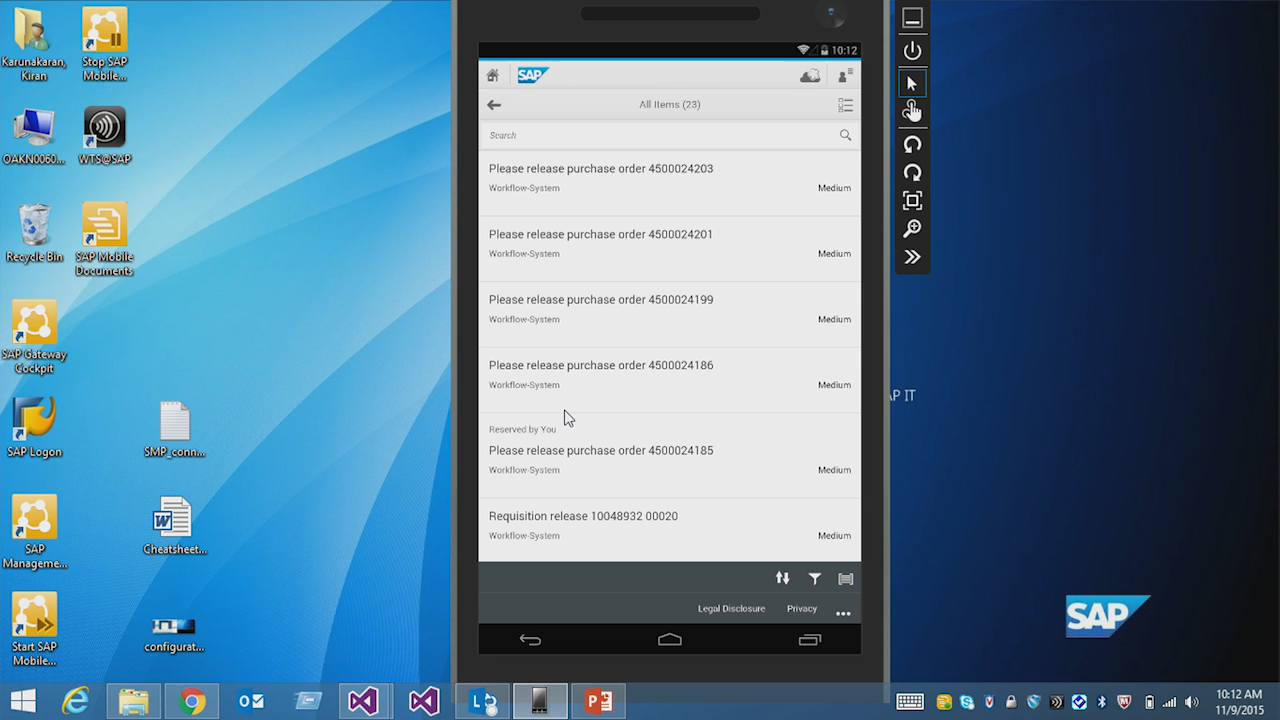 Karunakaran,
Kiran
Stop SAP
Mobile...
OAKN0060...
WTS@SAP
Recycle Bin
SAP Mobile
Documents
SAP Gateway
Cockpit
SAP Logon
SMP_conn...
SAP
Manageme...
Cheatsheet...
Start SAP
Mobile...
configurat...
10:12
SAP
All Items (23)
Search
Please release purchase order 4500024203
Workflow-System
Medium
Please release purchase order 4500024201
Workflow-System
Medium
Please release purchase order 4500024199
Workflow-System
Medium
Please release purchase order 4500024186
Workflow-System
Medium
Reserved by You
Please release purchase order 4500024185
Workflow-System
Medium
Requisition release 10048932 00020
Workflow-System
Medium
Legal Disclosure
Privacy
AP IT
SAP
10:12 AM
11/9/2015